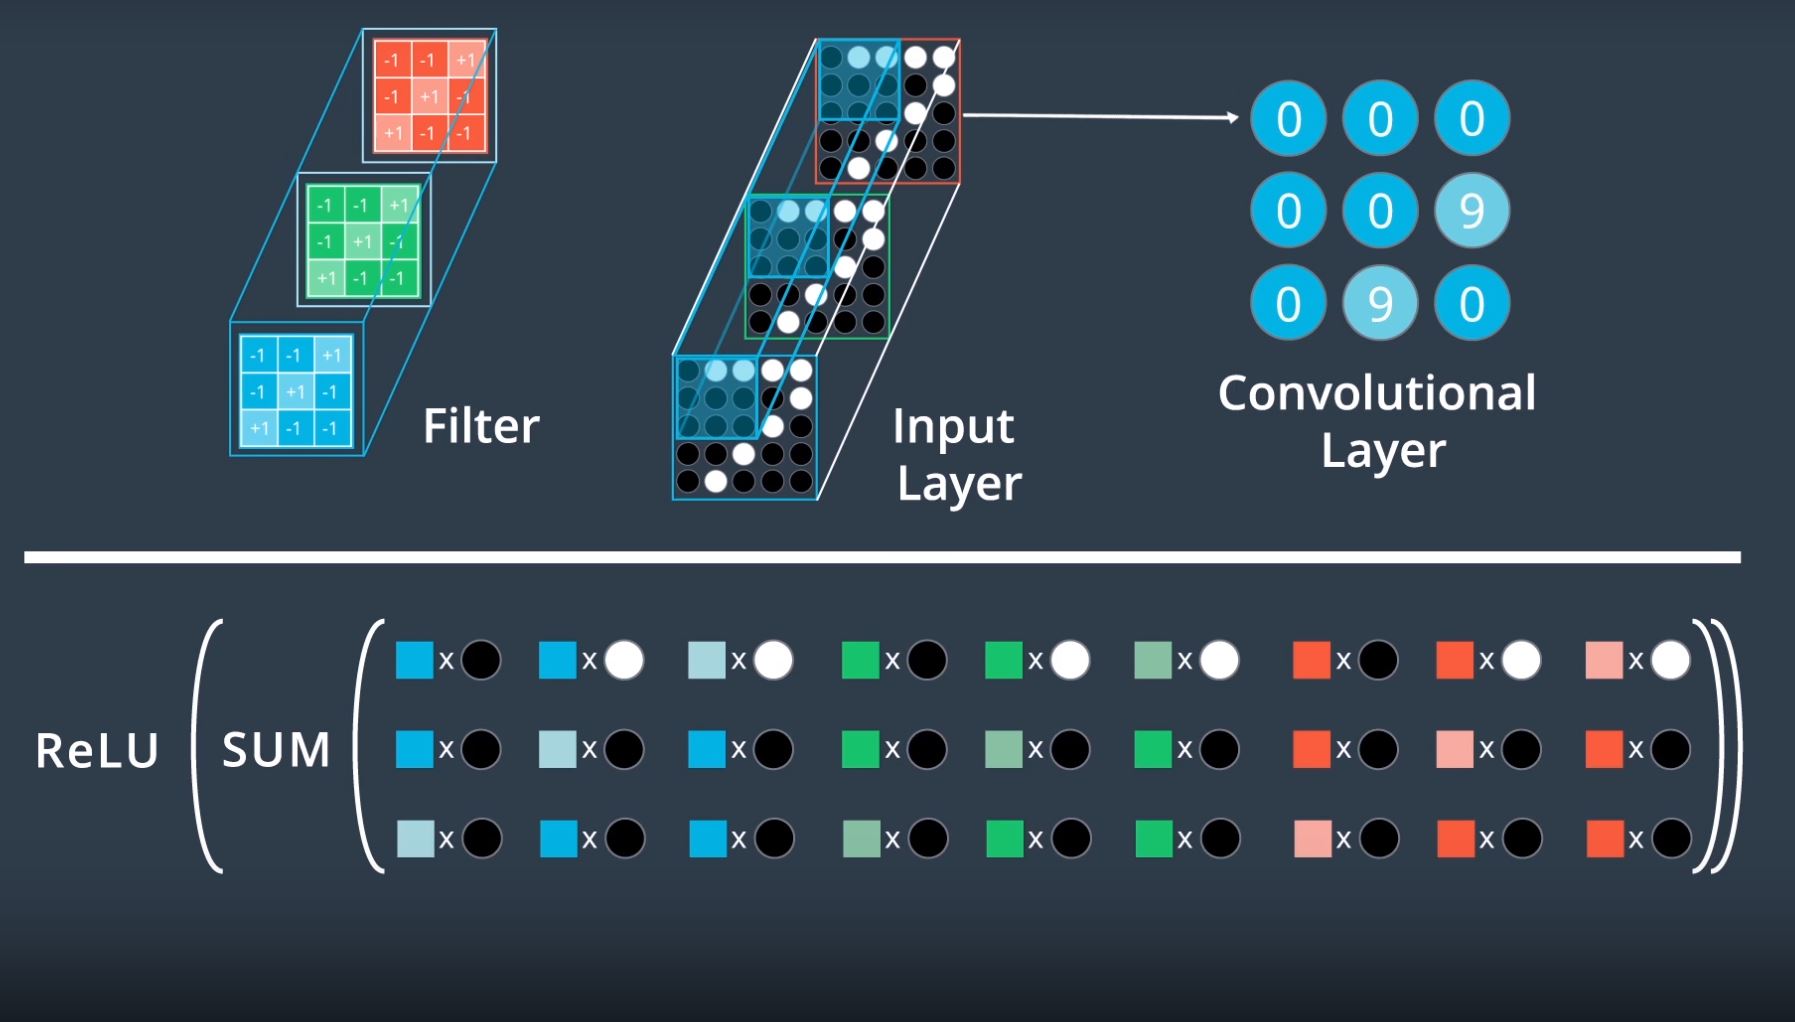 -1 -1 +1
-1 +1 -1
+1 -1 -1
-1 -1 +1
-1 +1 -1
+1 -1 -1
-1 -1 +1
-1 +1 -1
+1 -1 -1
Filter
Input
Layer
0 0 0
0 0 9
0 9 0
Convolutional
Layer
ReLU ( SUM (
x x x x x x x x x
x x x x x x x x x
x x x x x x x x x
))